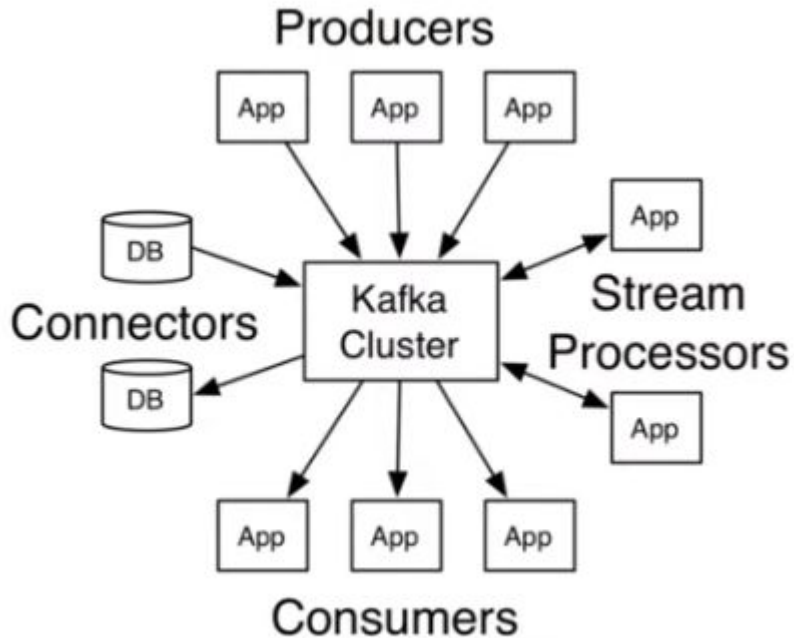 Producers
App
App
App
DB
App
Kafka
Cluster
Connectors
Stream
Processors
DB
App
App
App
App
Consumers